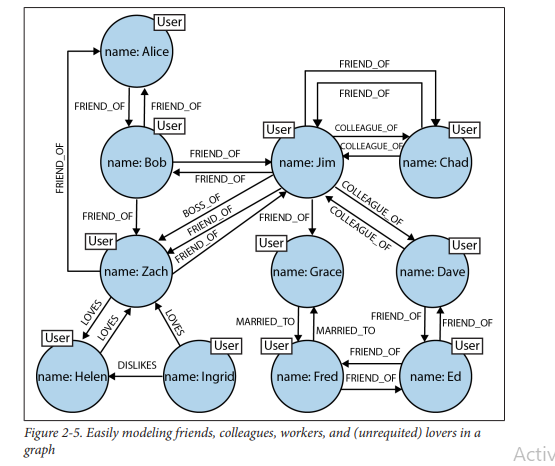 User
name: Alice
FRIEND_OF
FRIEND_OF
FRIEND_OF
FRIEND_OF
FRIEND_OF
User
name: Bob
FRIEND_OF
FRIEND_OF
User
name: Jim
COLLEAGUE_OF
COLLEAGUE_OF
User
name: Chad
FRIEND_OF
BOSS_OF
FRIEND_OF
FRIEND_OF
FRIEND_OF
COLLEAGUE_OF
COLLEAGUE_OF
User
name: Zach
User
name: Grace
User
name: Dave
LOVES
LOVES
LOVES
MARRIED_TO
MARRIED_TO
FRIEND_OF
FRIEND_OF
User
name: Helen
DISLIKES
User
name: Ingrid
User
name: Fred
FRIEND_OF
FRIEND_OF
User
name: Ed
Figure 2-5. Easily modeling friends, colleagues, workers, and (unrequited) lovers in a
graph
Activ